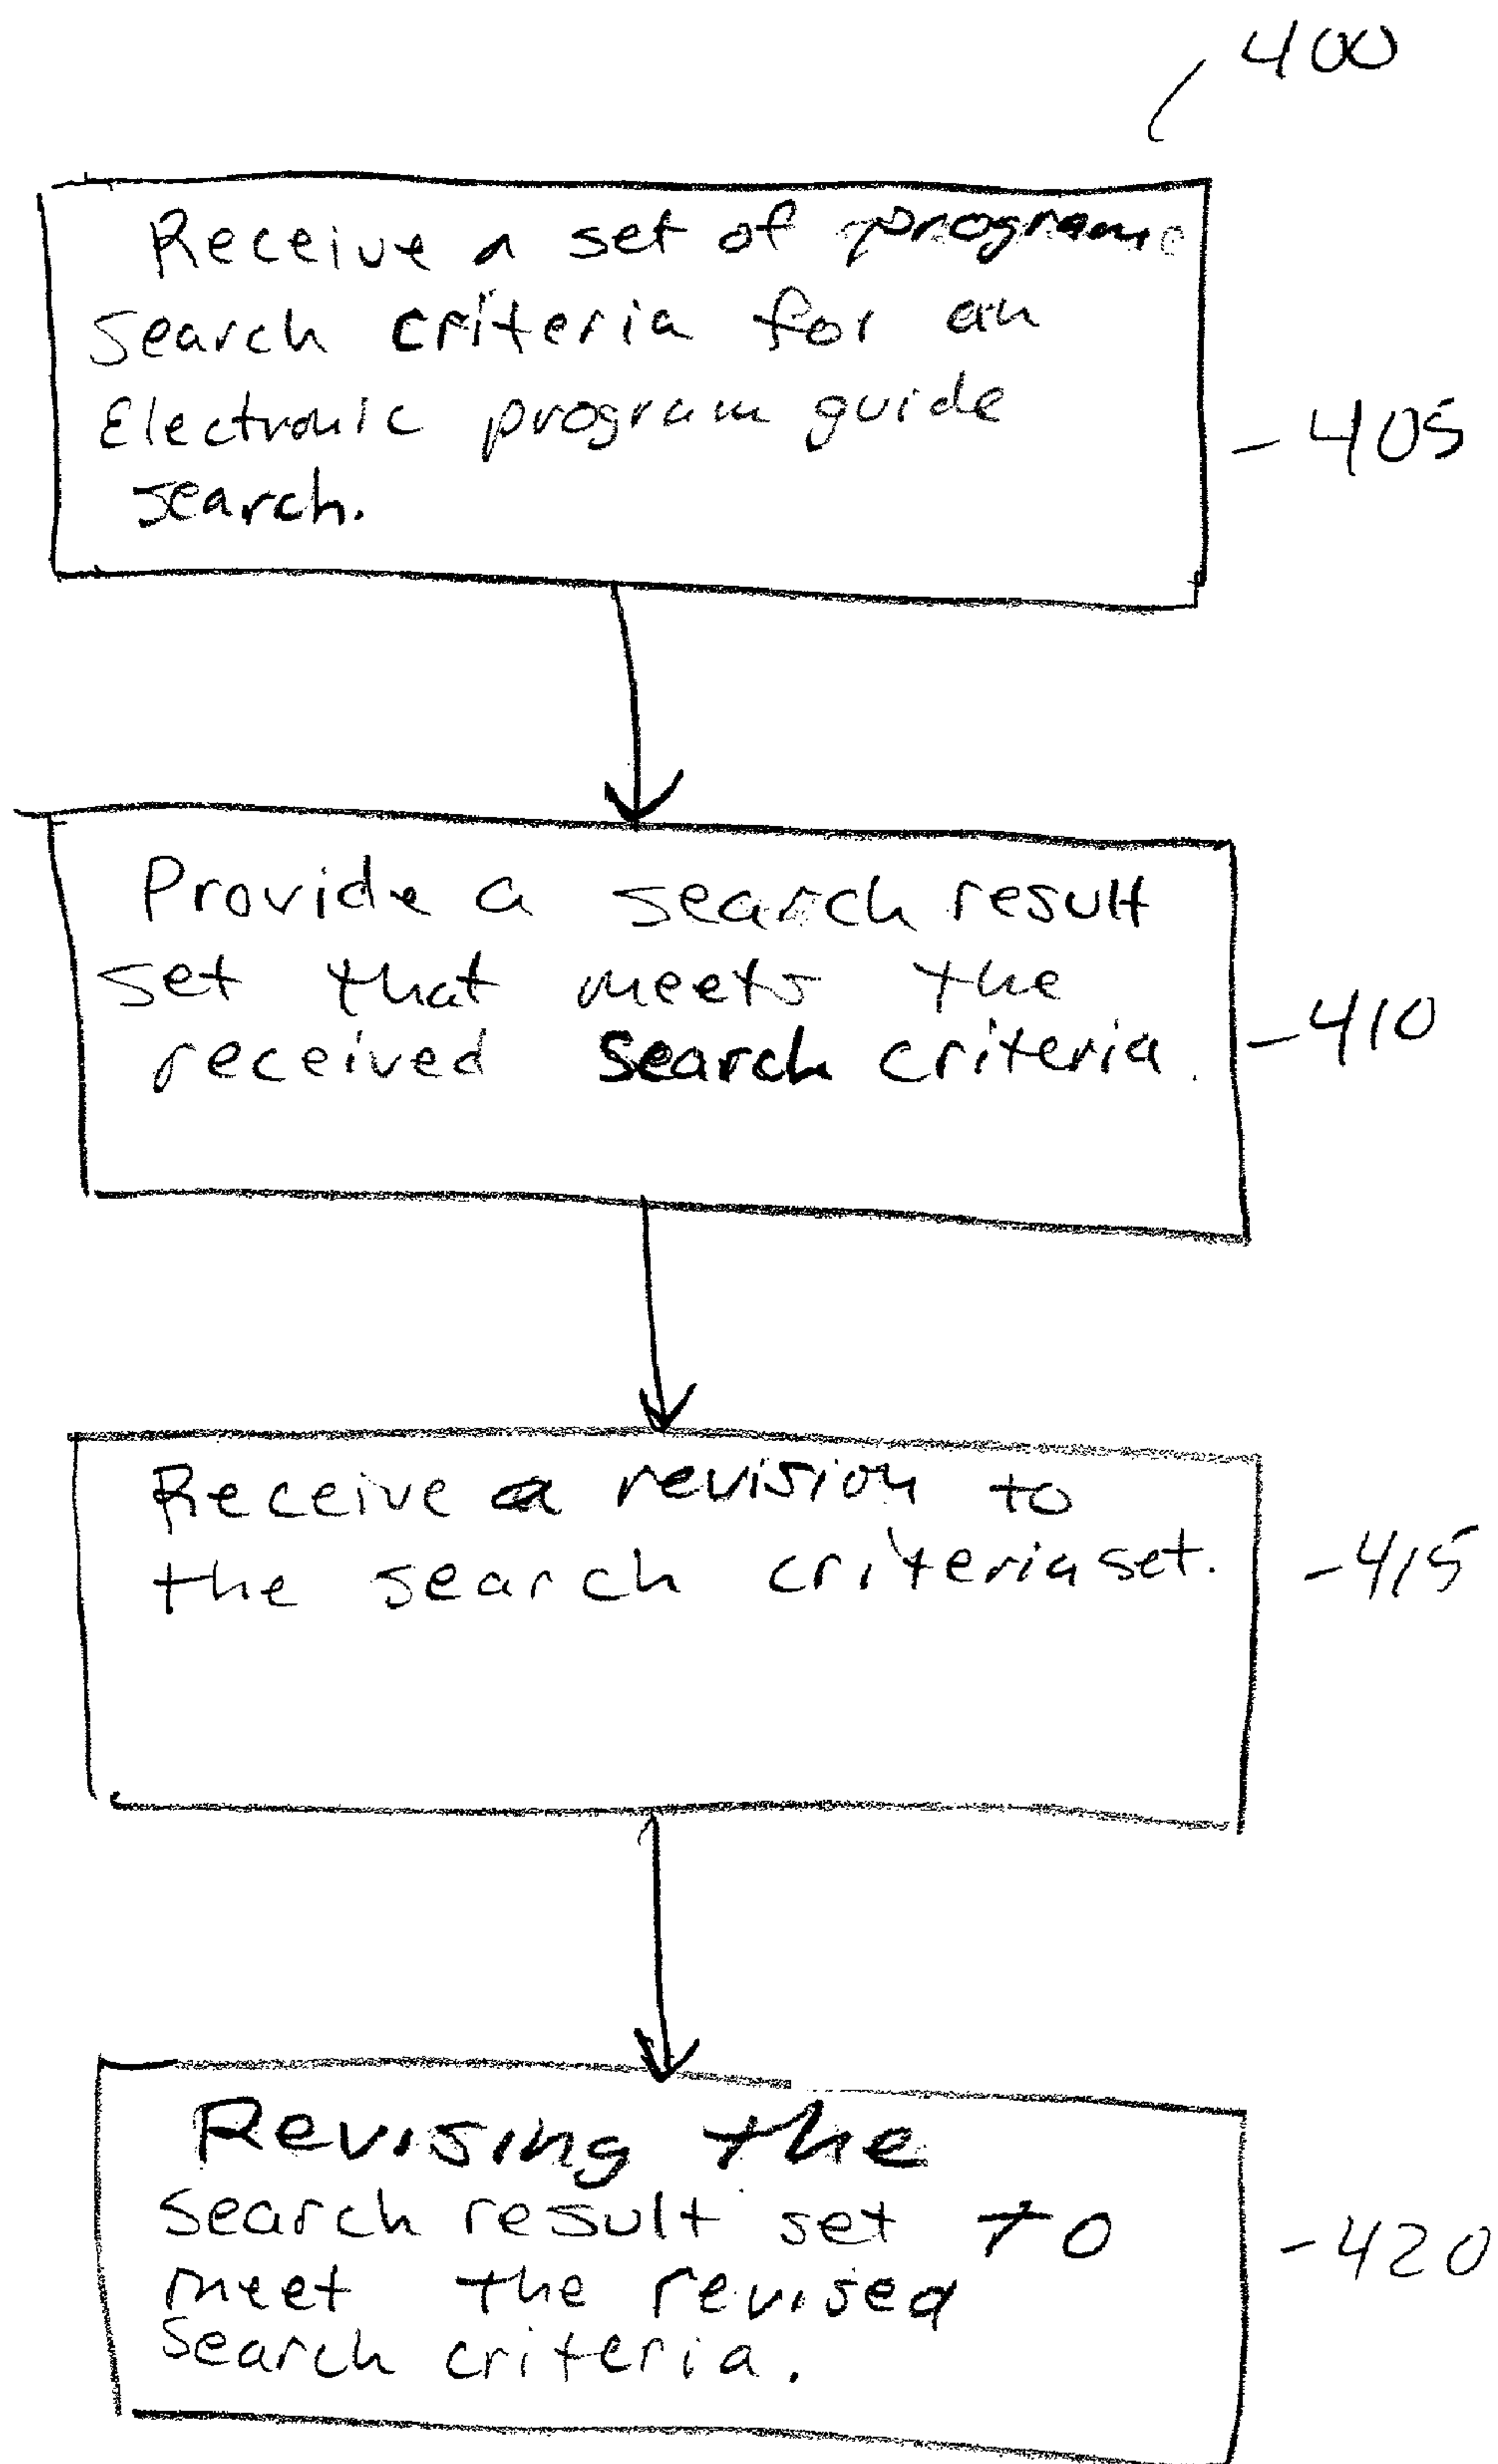 400
Receive a set of program
search criteria for an
Electronic program guide
search.
-405
Provide a search result
set that meets the
received search criteria.
-410
Receive a revision to
the search criteria set.
-415
Revising the
search result set to
meet the revised
search criteria.
-420